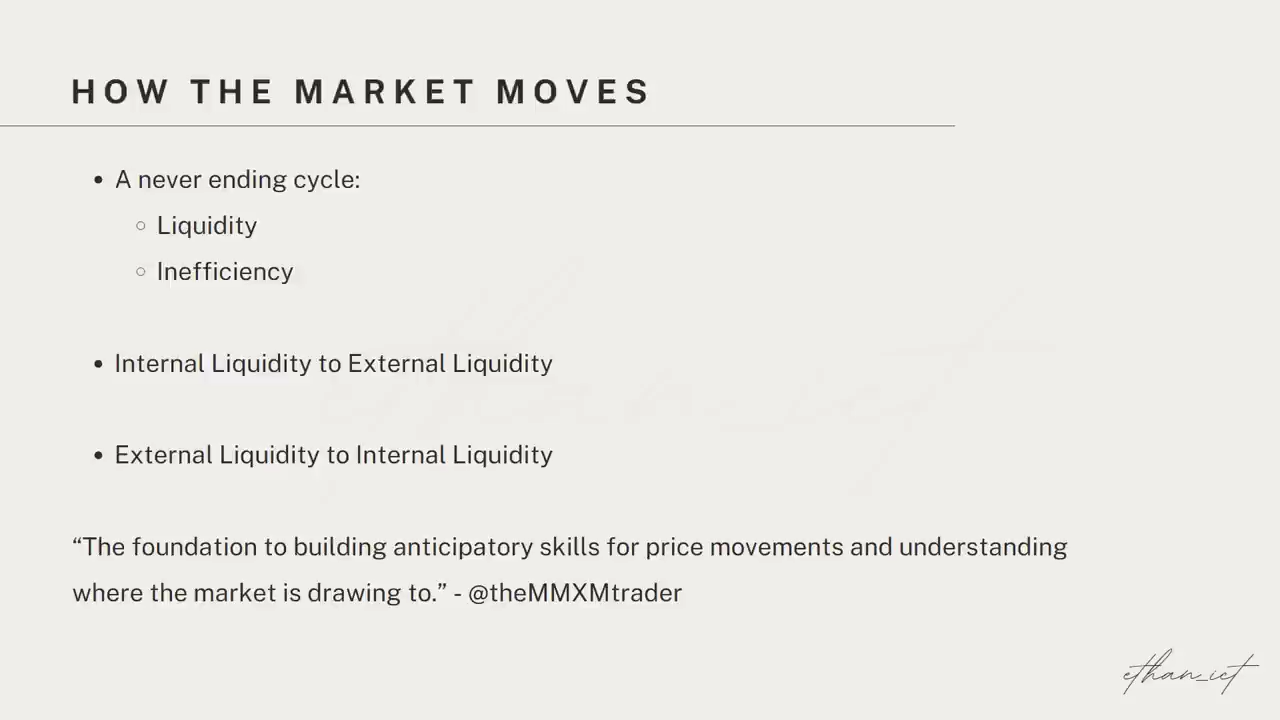 HOW THE MARKET MOVES
• A never ending cycle:
○ Liquidity
○ Inefficiency
• Internal Liquidity to External Liquidity
• External Liquidity to Internal Liquidity
“The foundation to building anticipatory skills for price movements and understanding
where the market is drawing to.” - @theMMXMtrader
ethan_ict
ethan_ict